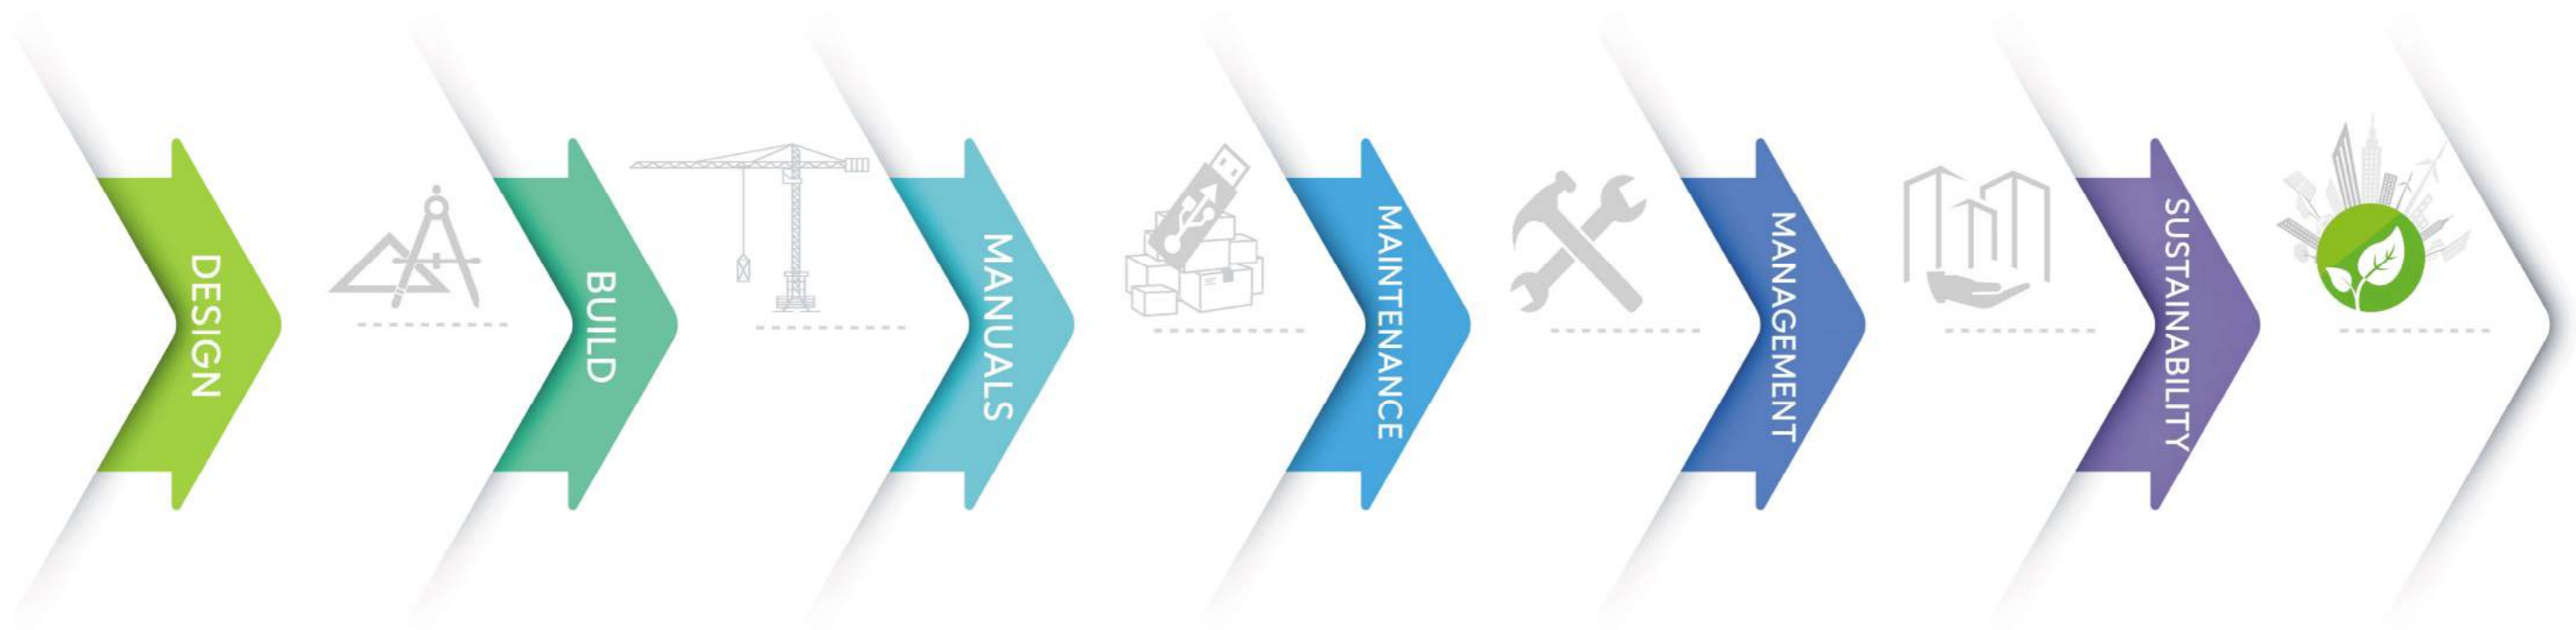 DESIGN
BUILD
MANUALS
MAINTENANCE
MANAGEMENT
SUSTAINABILITY